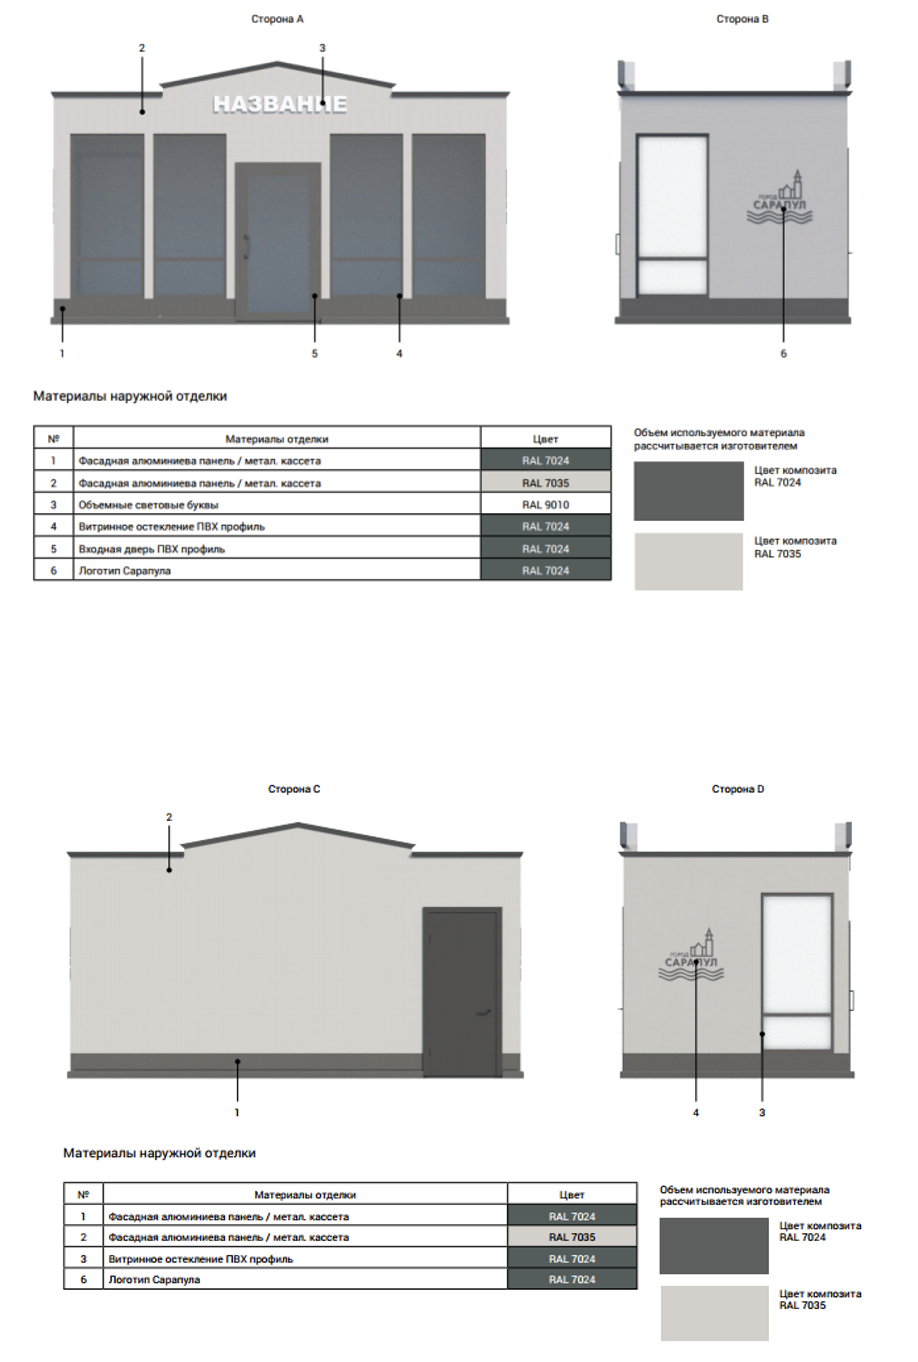 Сторона А
Сторона B
2
3
НАЗВАНИЕ
ГОРОД
САРАПУЛ
1
5
4
6
Материалы наружной отделки
№ Материалы отделки Цвет
1 Фасадная алюминиева панель / метал. кассета RAL 7024
2 Фасадная алюминиева панель / метал. кассета RAL 7035
3 Объемные световые буквы RAL 9010
4 Витринное остекление ПВХ профиль RAL 7024
5 Входная дверь ПВХ профиль RAL 7024
6 Логотип Сарапула RAL 7024
Объем используемого материала
рассчитывается изготовителем
Цвет композита
RAL 7024
Цвет композита
RAL 7035
Сторона C
Сторона D
2
ГОРОД
САРАПУЛ
1
4
3
Материалы наружной отделки
№ Материалы отделки Цвет
1 Фасадная алюминиева панель / метал. кассета RAL 7024
2 Фасадная алюминиева панель / метал. кассета RAL 7035
3 Витринное остекление ПВХ профиль RAL 7024
6 Логотип Сарапула RAL 7024
Объем используемого материала
рассчитывается изготовителем
Цвет композита
RAL 7024
Цвет композита
RAL 7035